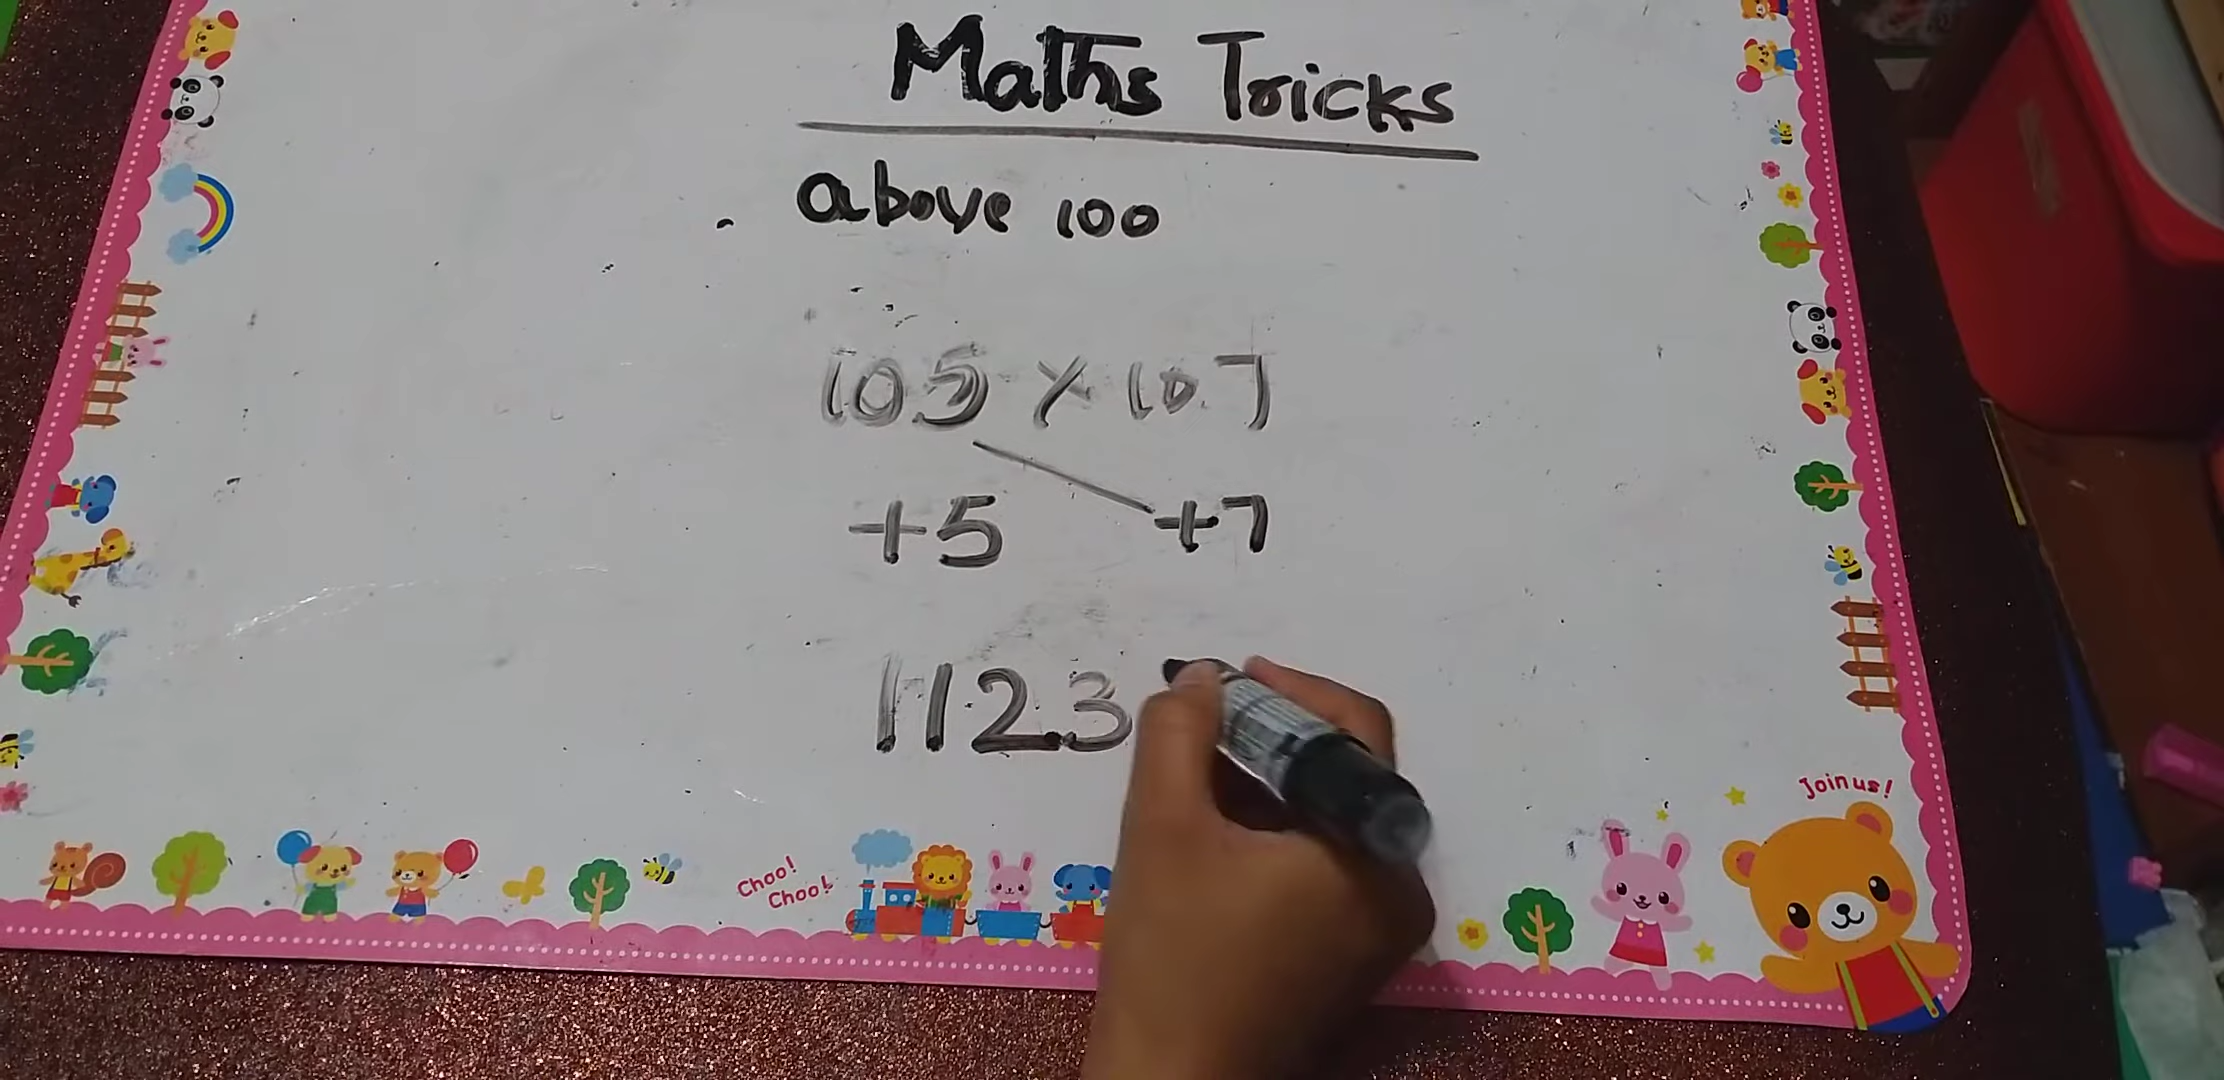 Maths Tricks
above 100
105 × 107
+5 +7
1123
Join us!
Choo!
Choo!